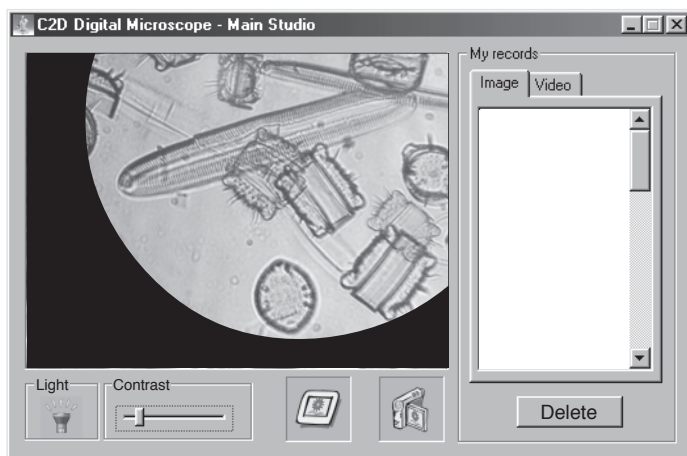 C2D Digital Microscope - Main Studio
My records
Image Video
Light Contrast
Delete